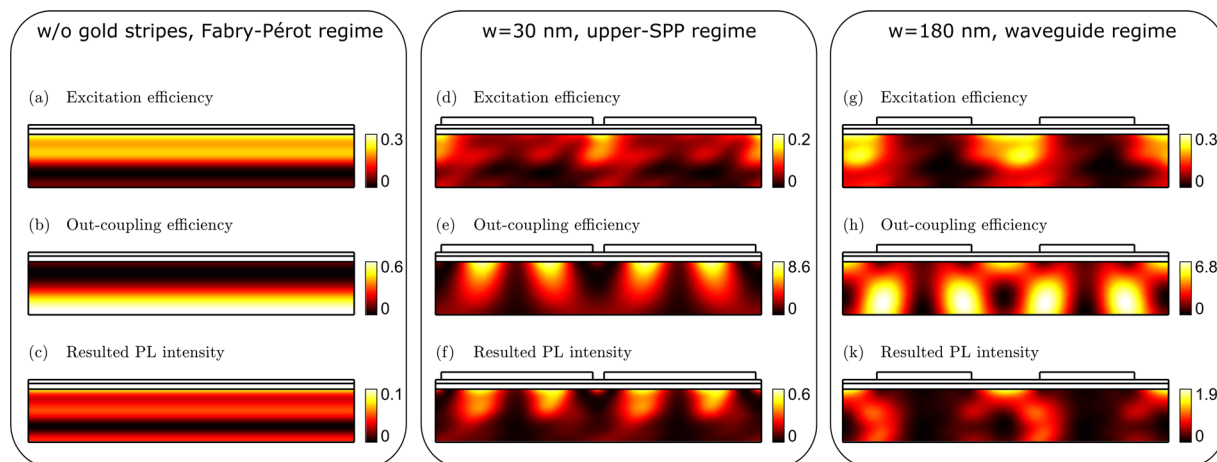 w/o gold stripes, Fabry-Pérot regime
(a) Excitation efficiency
0.3
0
(b) Out-coupling efficiency
0.6
0
(c) Resulted PL intensity
0.1
0
w=30 nm, upper-SPP regime
(d) Excitation efficiency
0.2
0
(e) Out-coupling efficiency
8.6
0
(f) Resulted PL intensity
0.6
0
w=180 nm, waveguide regime
(g) Excitation efficiency
0.3
0
(h) Out-coupling efficiency
6.8
0
(k) Resulted PL intensity
1.9
0